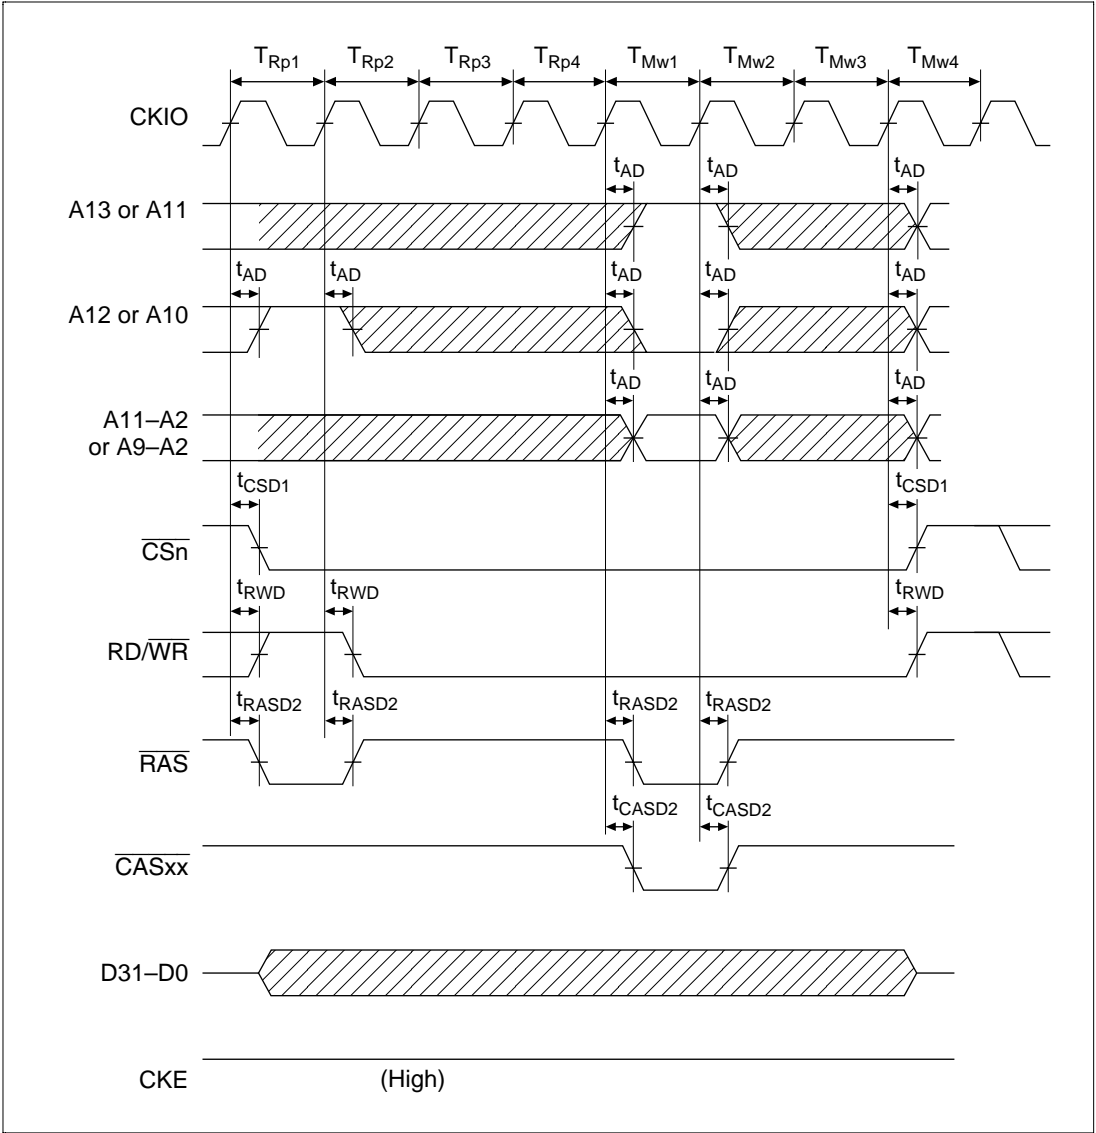 TRp1 TRp2 TRp3 TRp4 TMw1 TMw2 TMw3 TMw4
CKIO
tAD tAD tAD
A13 or A11
tAD tAD tAD tAD tAD
A12 or A10
tAD tAD tAD
A11–A2
or A9–A2
tCSD1 tCSD1
CSn
tRWD tRWD tRWD
RD/WR
tRASD2 tRASD2 tRASD2 tRASD2
RAS
tCASD2 tCASD2
CASxx
D31–D0
CKE (High)